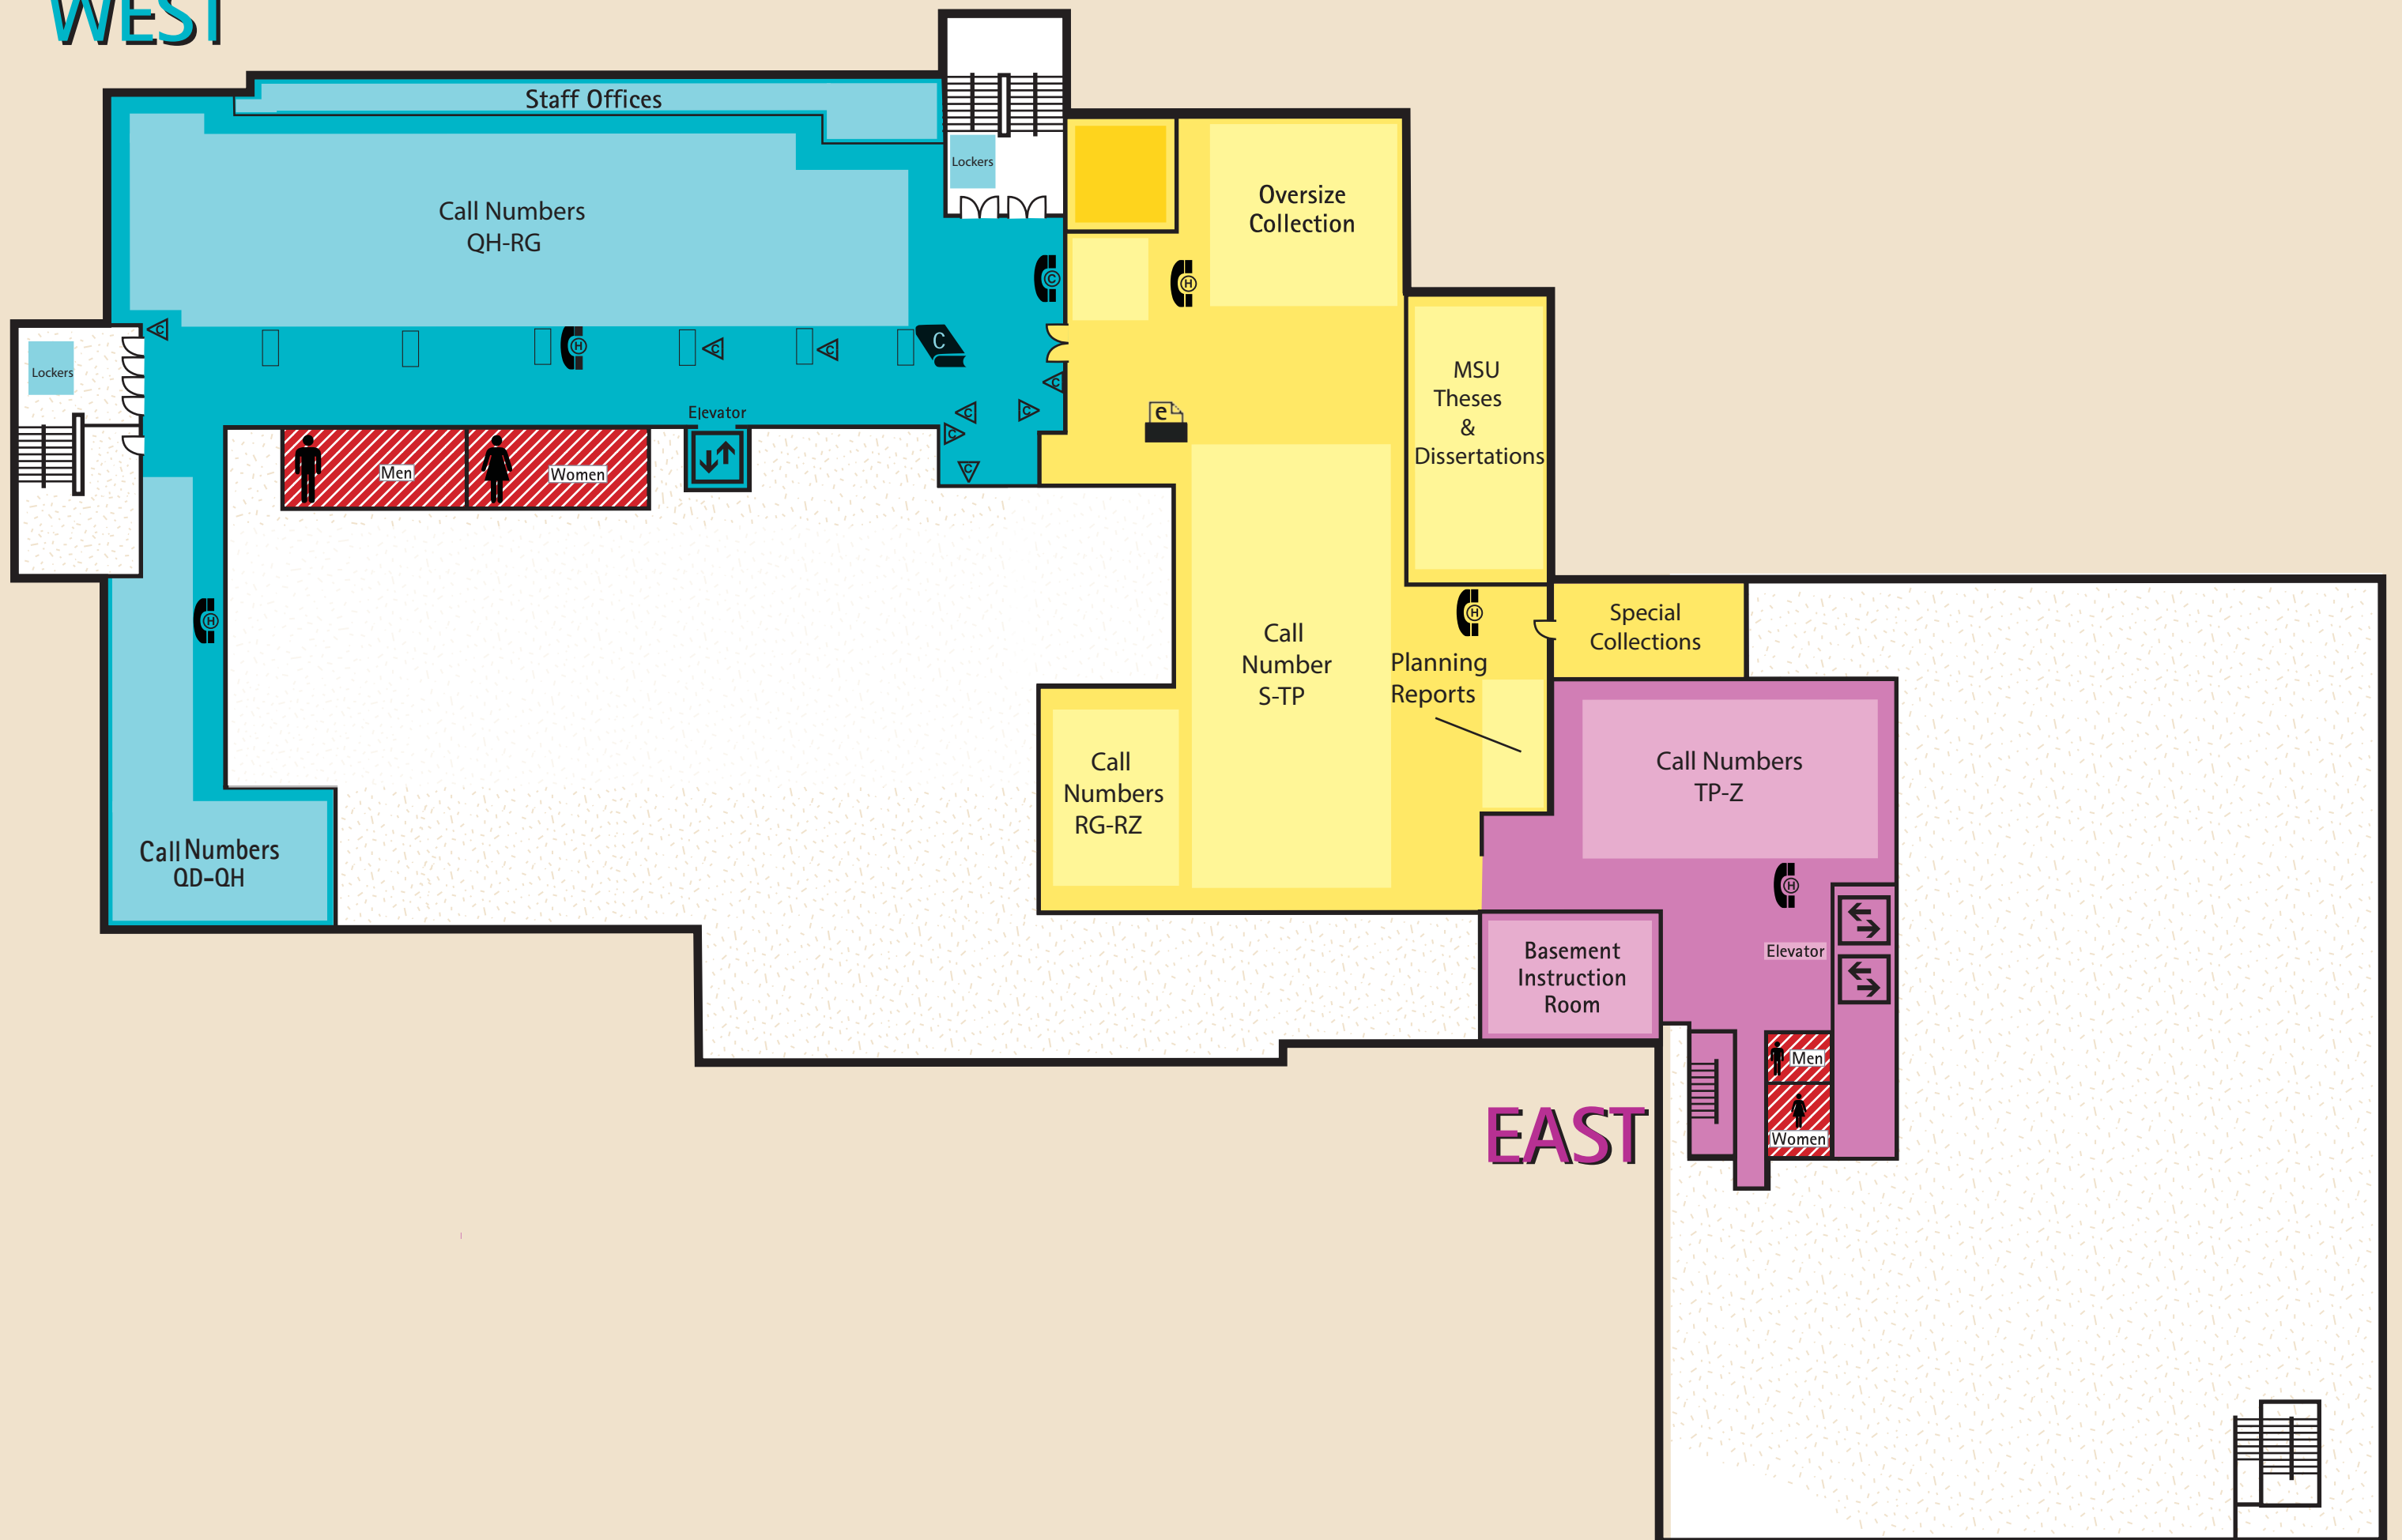 WEST
Staff Offices
Lockers
Call Numbers
QH-RG
Oversize
Collection
C
H
C
H
C
C
C
C
C
C
C
C
C
Lockers
MSU
Theses
&
Dissertations
e
Elevator
Men
Women
H
H
Special
Collections
Call
Number
S-TP
Planning
Reports
Call
Numbers
RG-RZ
Call Numbers
TP-Z
Call Numbers
QD-QH
H
Basement
Instruction
Room
Elevator
Men
Women
EAST